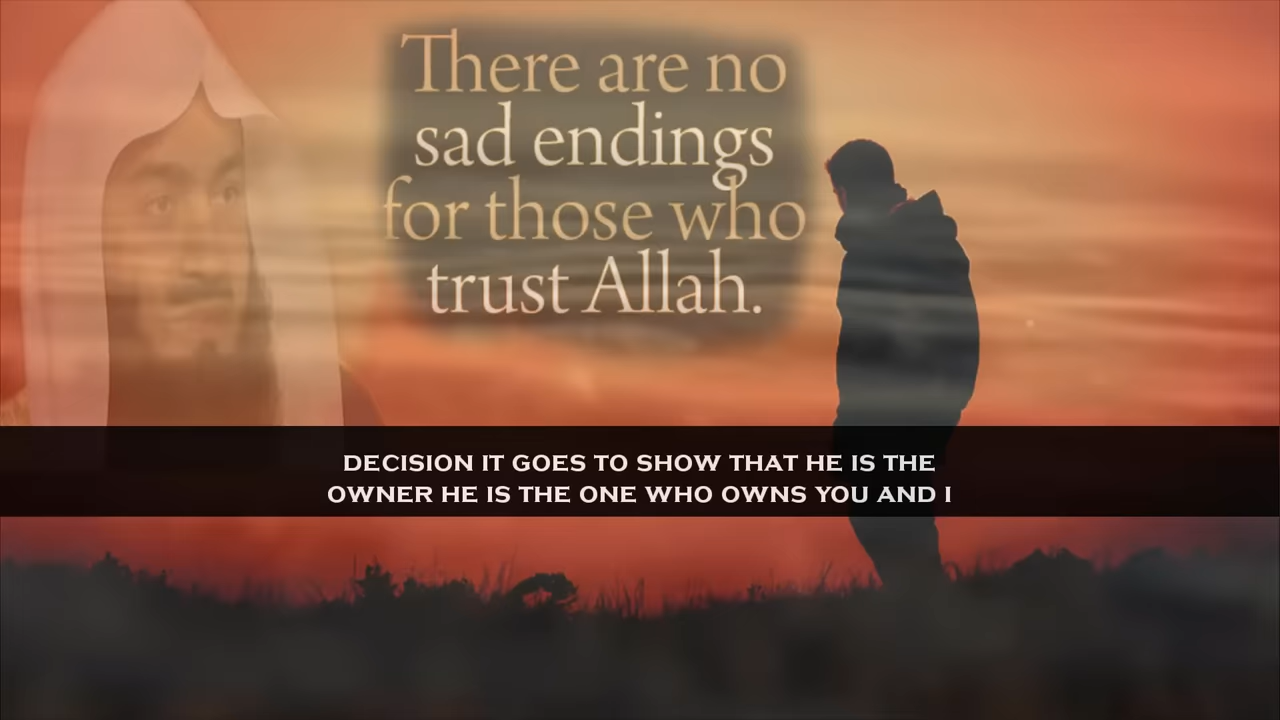 There are no
sad endings
for those who
trust Allah.
DECISION IT GOES TO SHOW THAT HE IS THE
OWNER HE IS THE ONE WHO OWNS YOU AND I